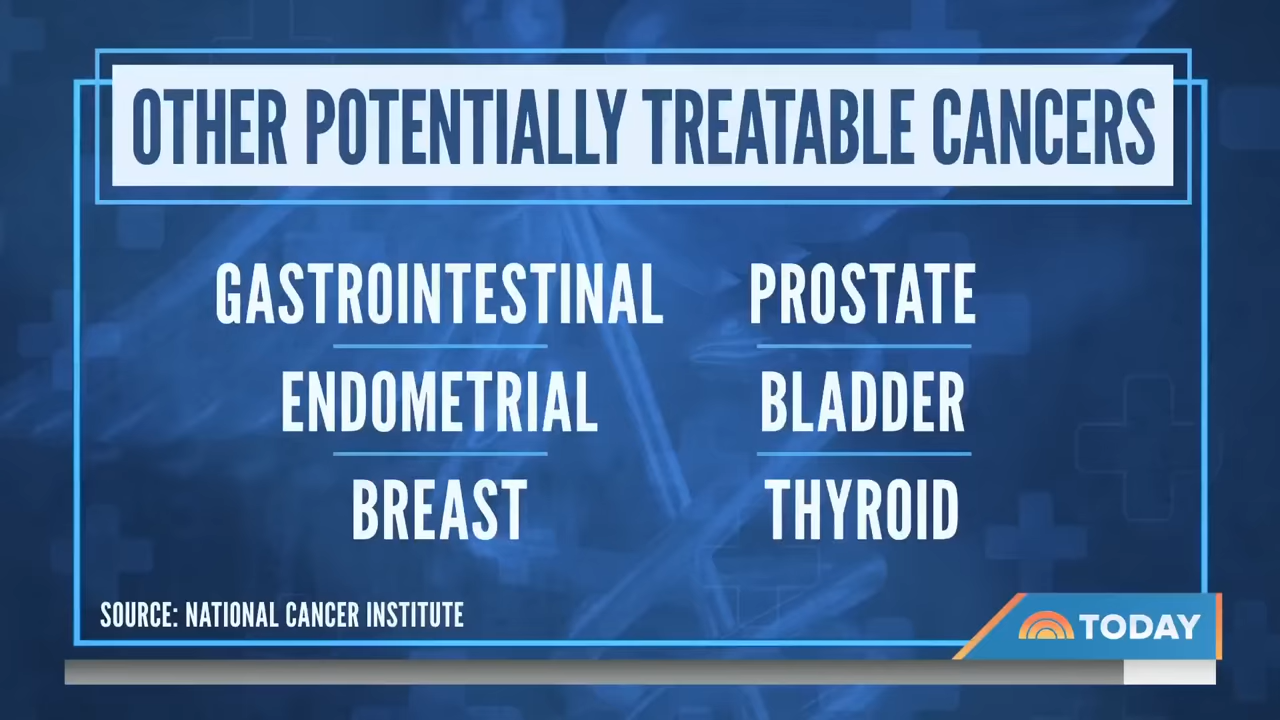 OTHER POTENTIALLY TREATABLE CANCERS
GASTROINTESTINAL
ENDOMETRIAL
BREAST
PROSTATE
BLADDER
THYROID
SOURCE: NATIONAL CANCER INSTITUTE
TODAY